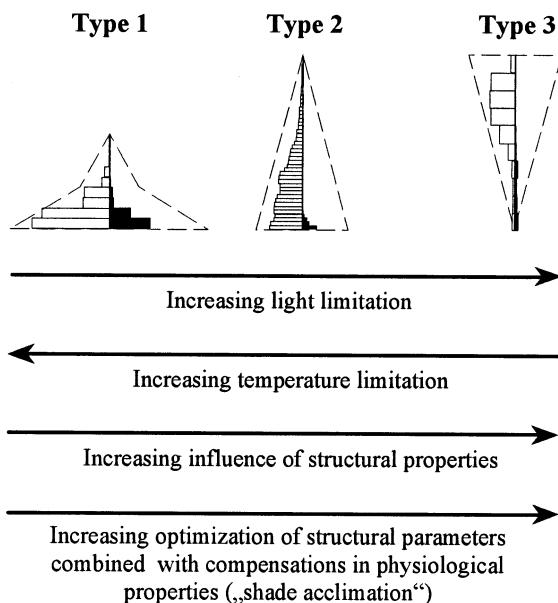 Type 1 Type 2 Type 3
Increasing light limitation
Increasing temperature limitation
Increasing influence of structural properties
Increasing optimization of structural parameters
combined with compensations in physiological
properties („shade acclimation“)